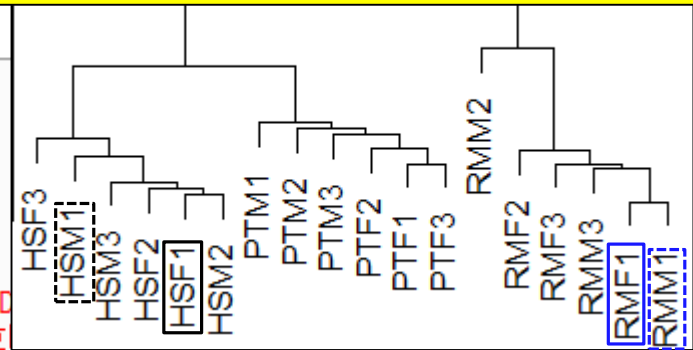 HSF3
HSM1
HSM3
HSF2
HSF1
HSM2
PTM1
PTM2
PTM3
PTF2
PTF1
PTF3
RMM2
RMF2
RMF3
RMM3
RMF1
RMM1
D